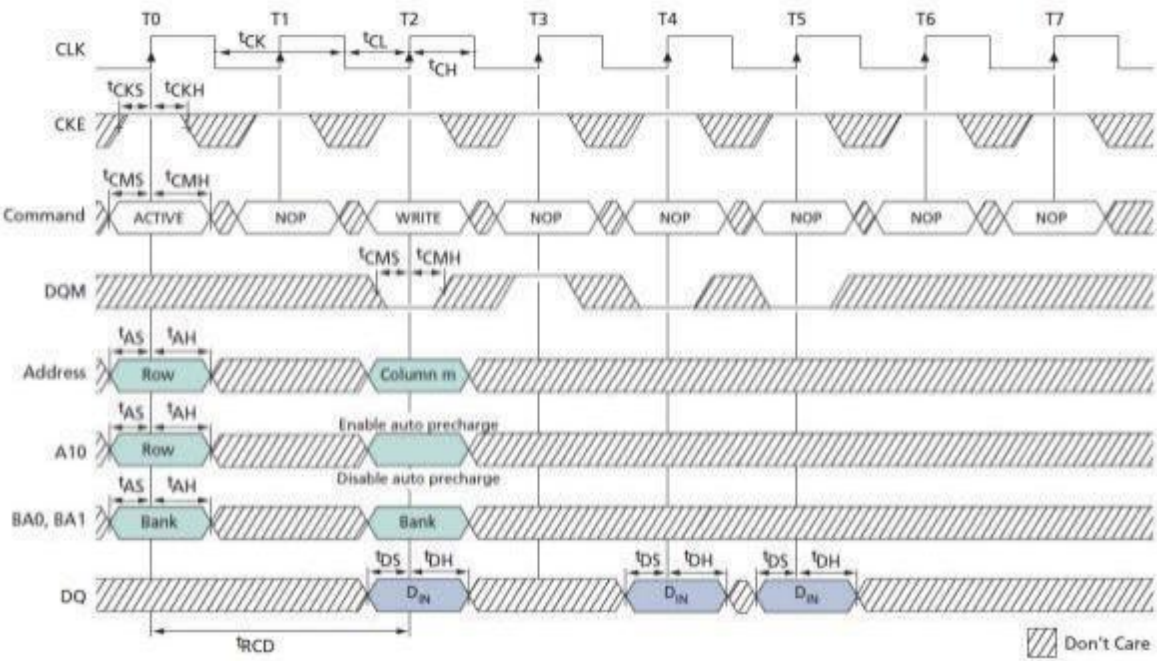 T0 T1 T2 T3 T4 T5 T6 T7
CLK
tCK tCL
tCH
tCKS tCKH
CKE
tCMS tCMH
Command ACTIVE NOP WRITE NOP NOP NOP NOP NOP
tCMS tCMH
DQM
tAS tAH
Address Row Column m
tAS tAH Enable auto precharge
A10 Row
tAS tAH Disable auto precharge
BA0, BA1 Bank Bank
tDS tDH tDS tDH tDS tDH
DQ DIN DIN DIN
tRCD
Don't Care